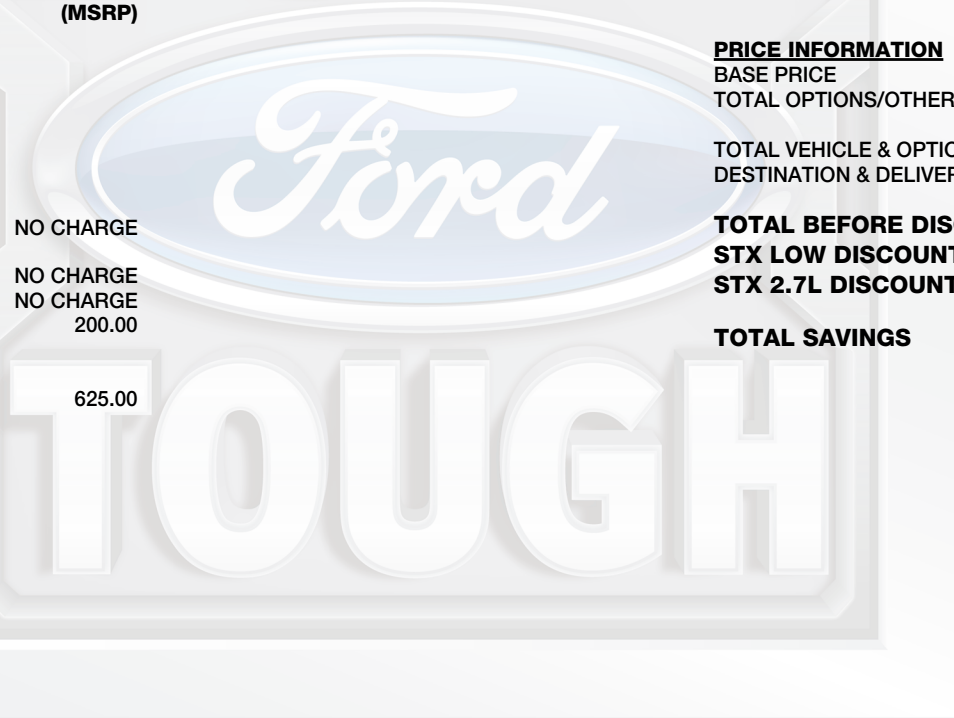 (MSRP)
NO CHARGE
NO CHARGE
NO CHARGE
200.00
625.00
PRICE INFORMATION
BASE PRICE
TOTAL OPTIONS/OTHER
TOTAL VEHICLE & OPTIO
DESTINATION & DELIVER
TOTAL BEFORE DISC
STX LOW DISCOUNT
STX 2.7L DISCOUNT
TOTAL SAVINGS
Ford
TOUGH